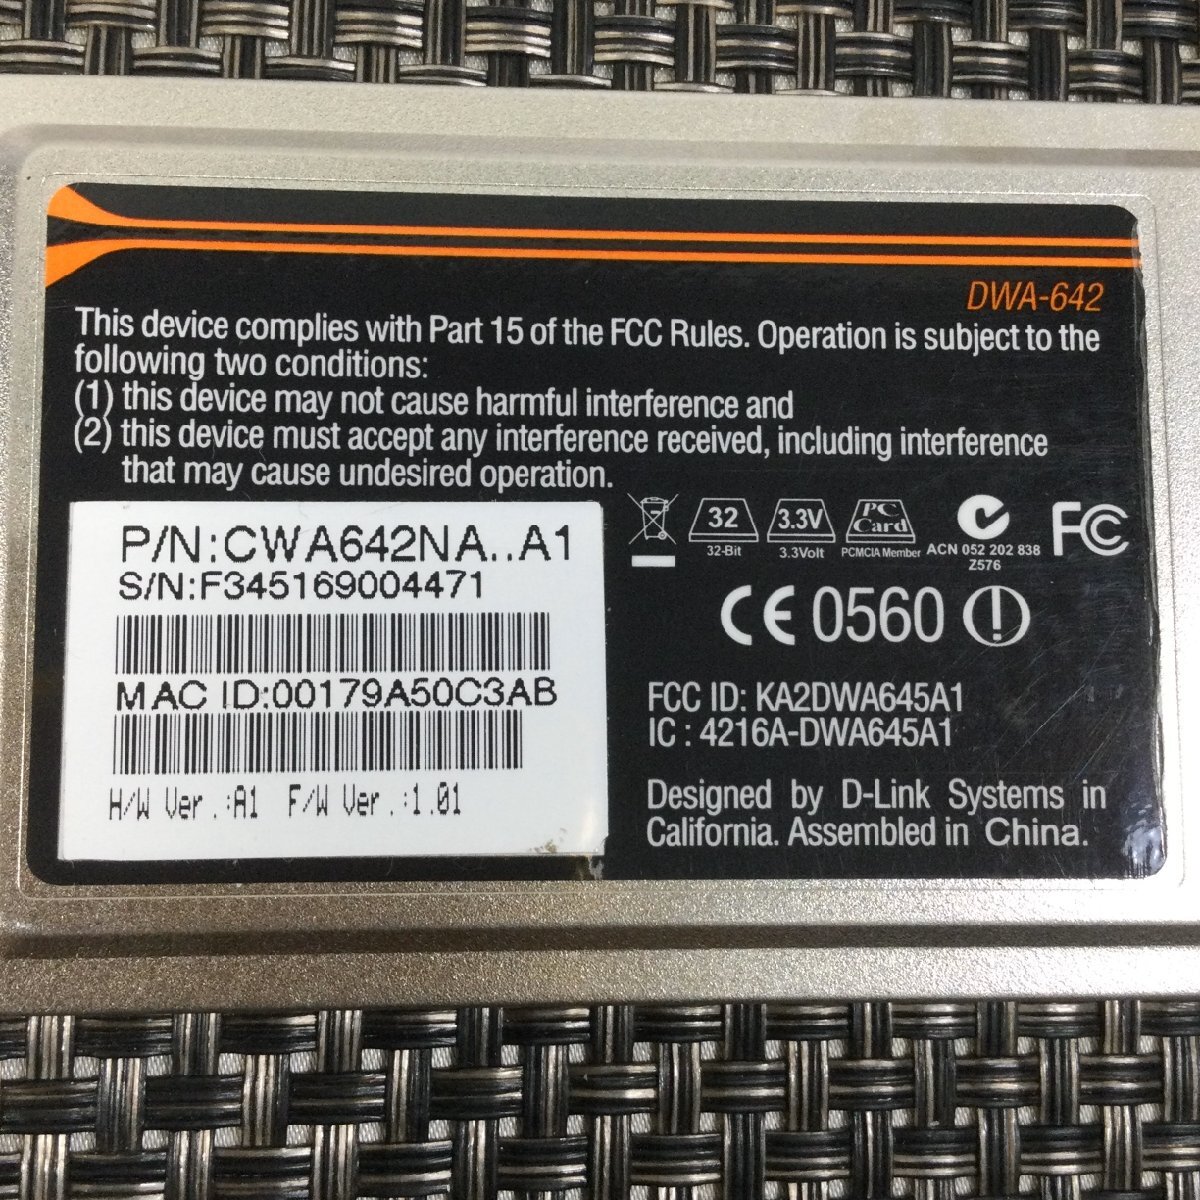 DWA-642
This device complies with Part 15 of the FCC Rules. Operation is subject to the
following two conditions:
(1) this device may not cause harmful interference and
(2) this device must accept any interference received, including interference
that may cause undesired operation.
P/N:CWA642NA..A1
S/N:F345169004471
MAC ID:00179A50C3AB
H/W Ver.:A1 F/W Ver.:1.01
32
32-Bit
3.3V
3.3Volt
PC
Card
PCMCIA Member
ACN 052 202 838
Z576
FC
CE 0560
FCC ID: KA2DWA645A1
IC : 4216A-DWA645A1
Designed by D-Link Systems in
California. Assembled in China.